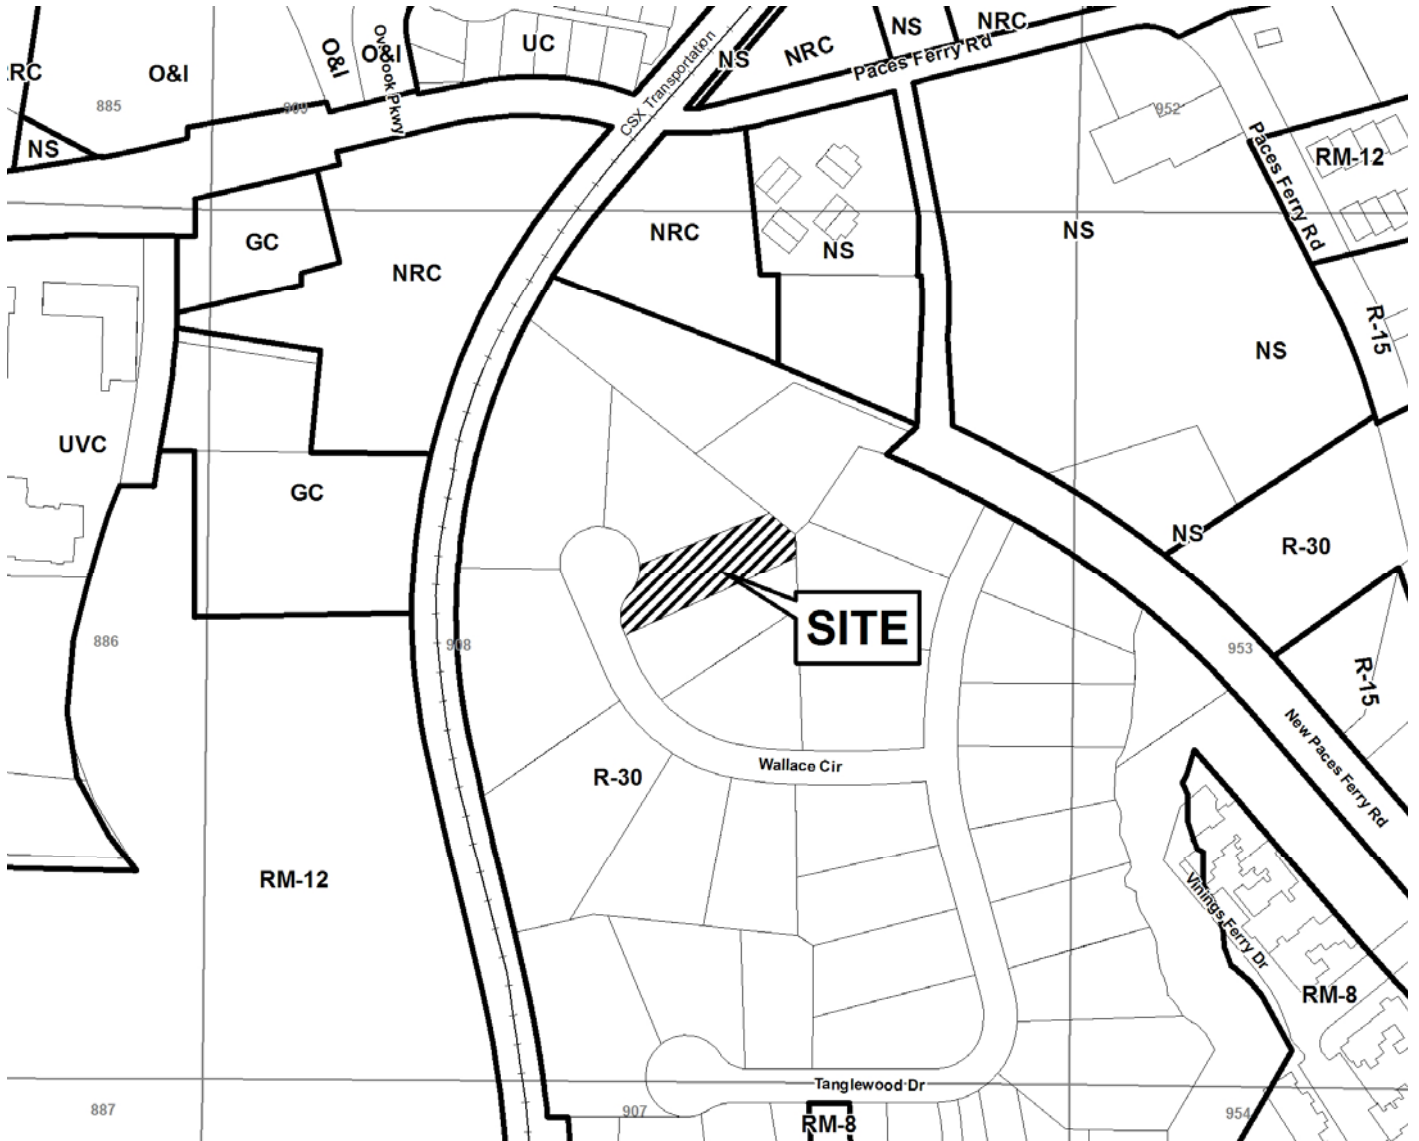 NS
NRC
UC
O&I
O&I
Overlook Pkwy
CSX Transportation
NS
NRC
Paces Ferry Rd
RC
O&I
885
909
952
NS
Paces Ferry Rd
RM-12
GC
NRC
NRC
NS
NS
R-15
NS
UVC
GC
NS
R-30
SITE
886
908
953
R-15
New Paces Ferry Rd
Wallace Cir
R-30
RM-12
Vinings Ferry Dr
RM-8
Tanglewood Dr
887
907
RM-8
954